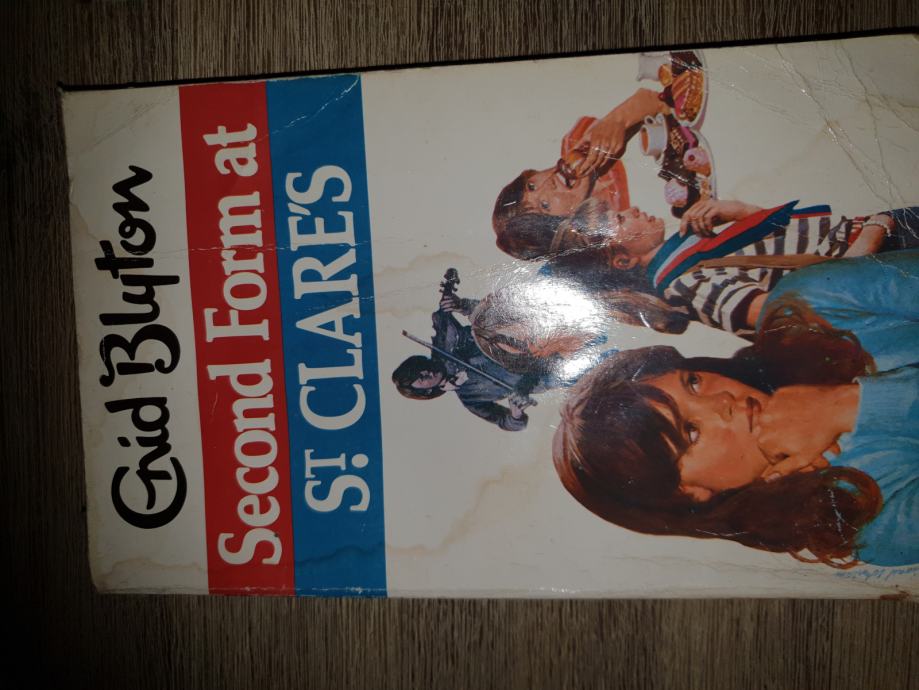 Enid Blyton
Second Form at
ST. CLARE'S